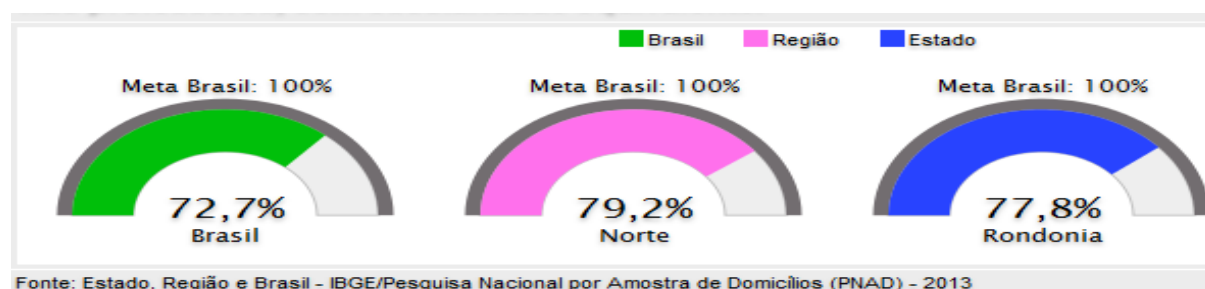 Brasil Região Estado
Meta Brasil: 100% Meta Brasil: 100% Meta Brasil: 100%
72,7% 79,2% 77,8%
Brasil Norte Rondonia
Fonte: Estado, Região e Brasil - IBGE/Pesquisa Nacional por Amostra de Domicílios (PNAD) - 2013